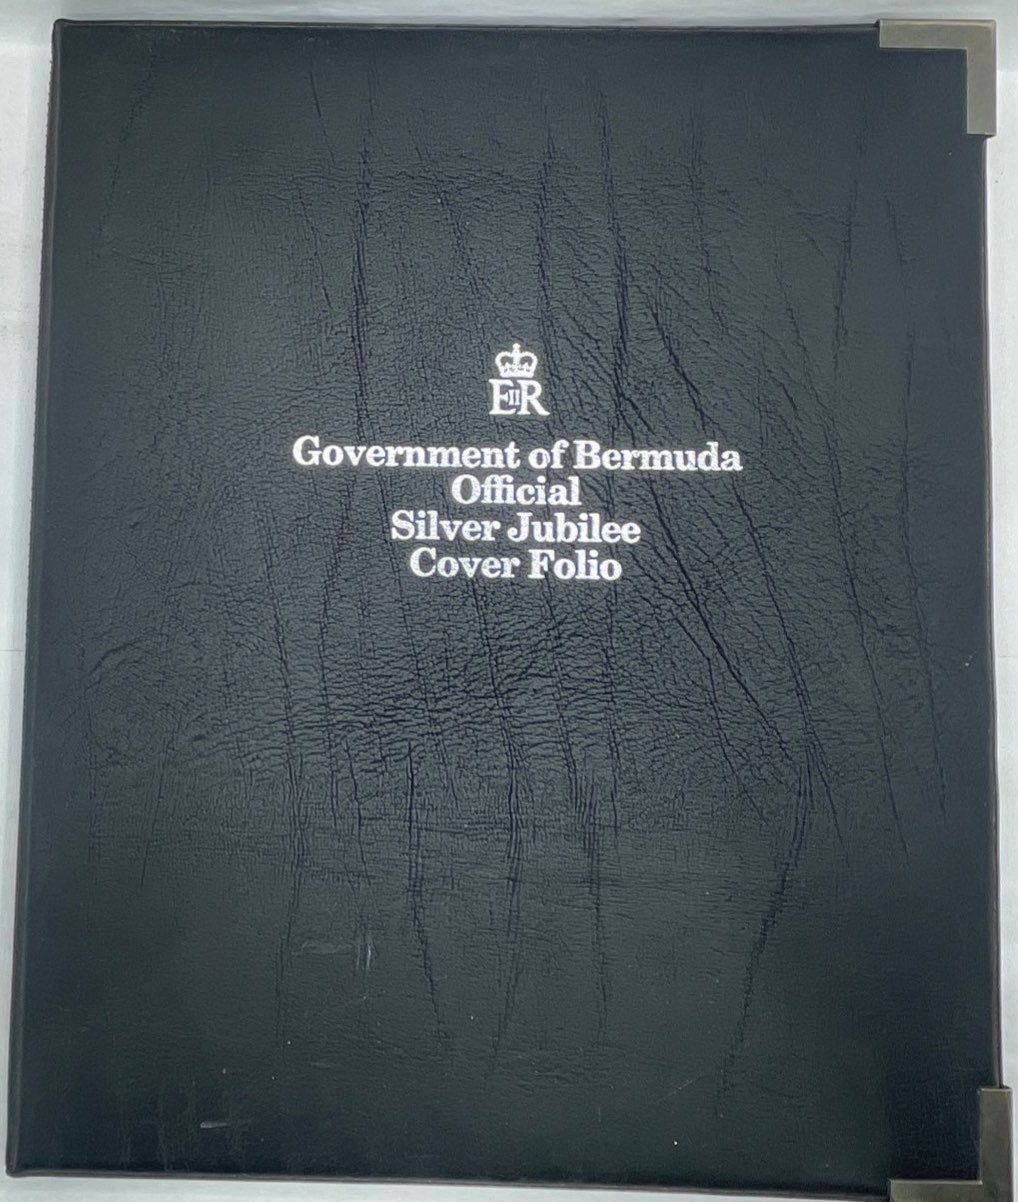 EIIR
Government of Bermuda
Official
Silver Jubilee
Cover Folio